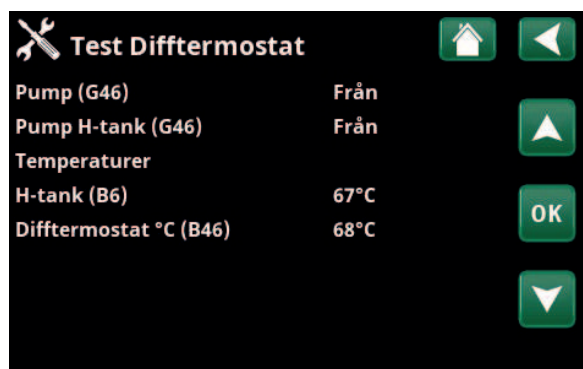 Test Difftermostat
Pump (G46) Från
Pump H-tank (G46) Från
Temperaturer
H-tank (B6) 67°C
Difftermostat °C (B46) 68°C
OK